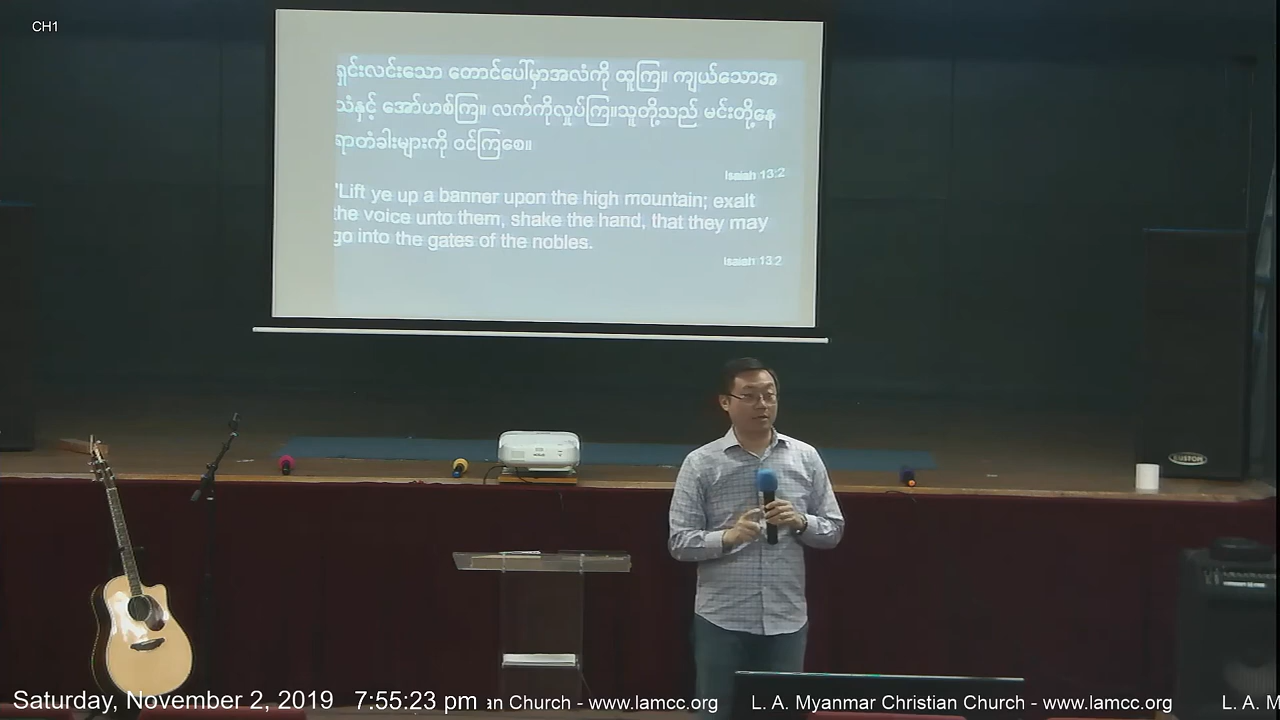 CH1
ရှင်းလင်းသော တောင်ပေါ်မှာအလံကို ထူကြ။ ကျယ်သောအ
သံနှင့် အော်ဟစ်ကြ။ လက်ကိုလှုပ်ကြ။သူတို့သည် မင်းတို့နေ
ရာတံခါးများကို ဝင်ကြစေ။
Isaiah 13:2
'Lift ye up a banner upon the high mountain; exalt
the voice unto them, shake the hand, that they may
go into the gates of the nobles.
Isaiah 13:2
KUSTOM
Saturday, November 2, 2019 7:55:23 pm an Church - www.lamcc.org L. A. Myanmar Christian Church - www.lamcc.org L. A. M